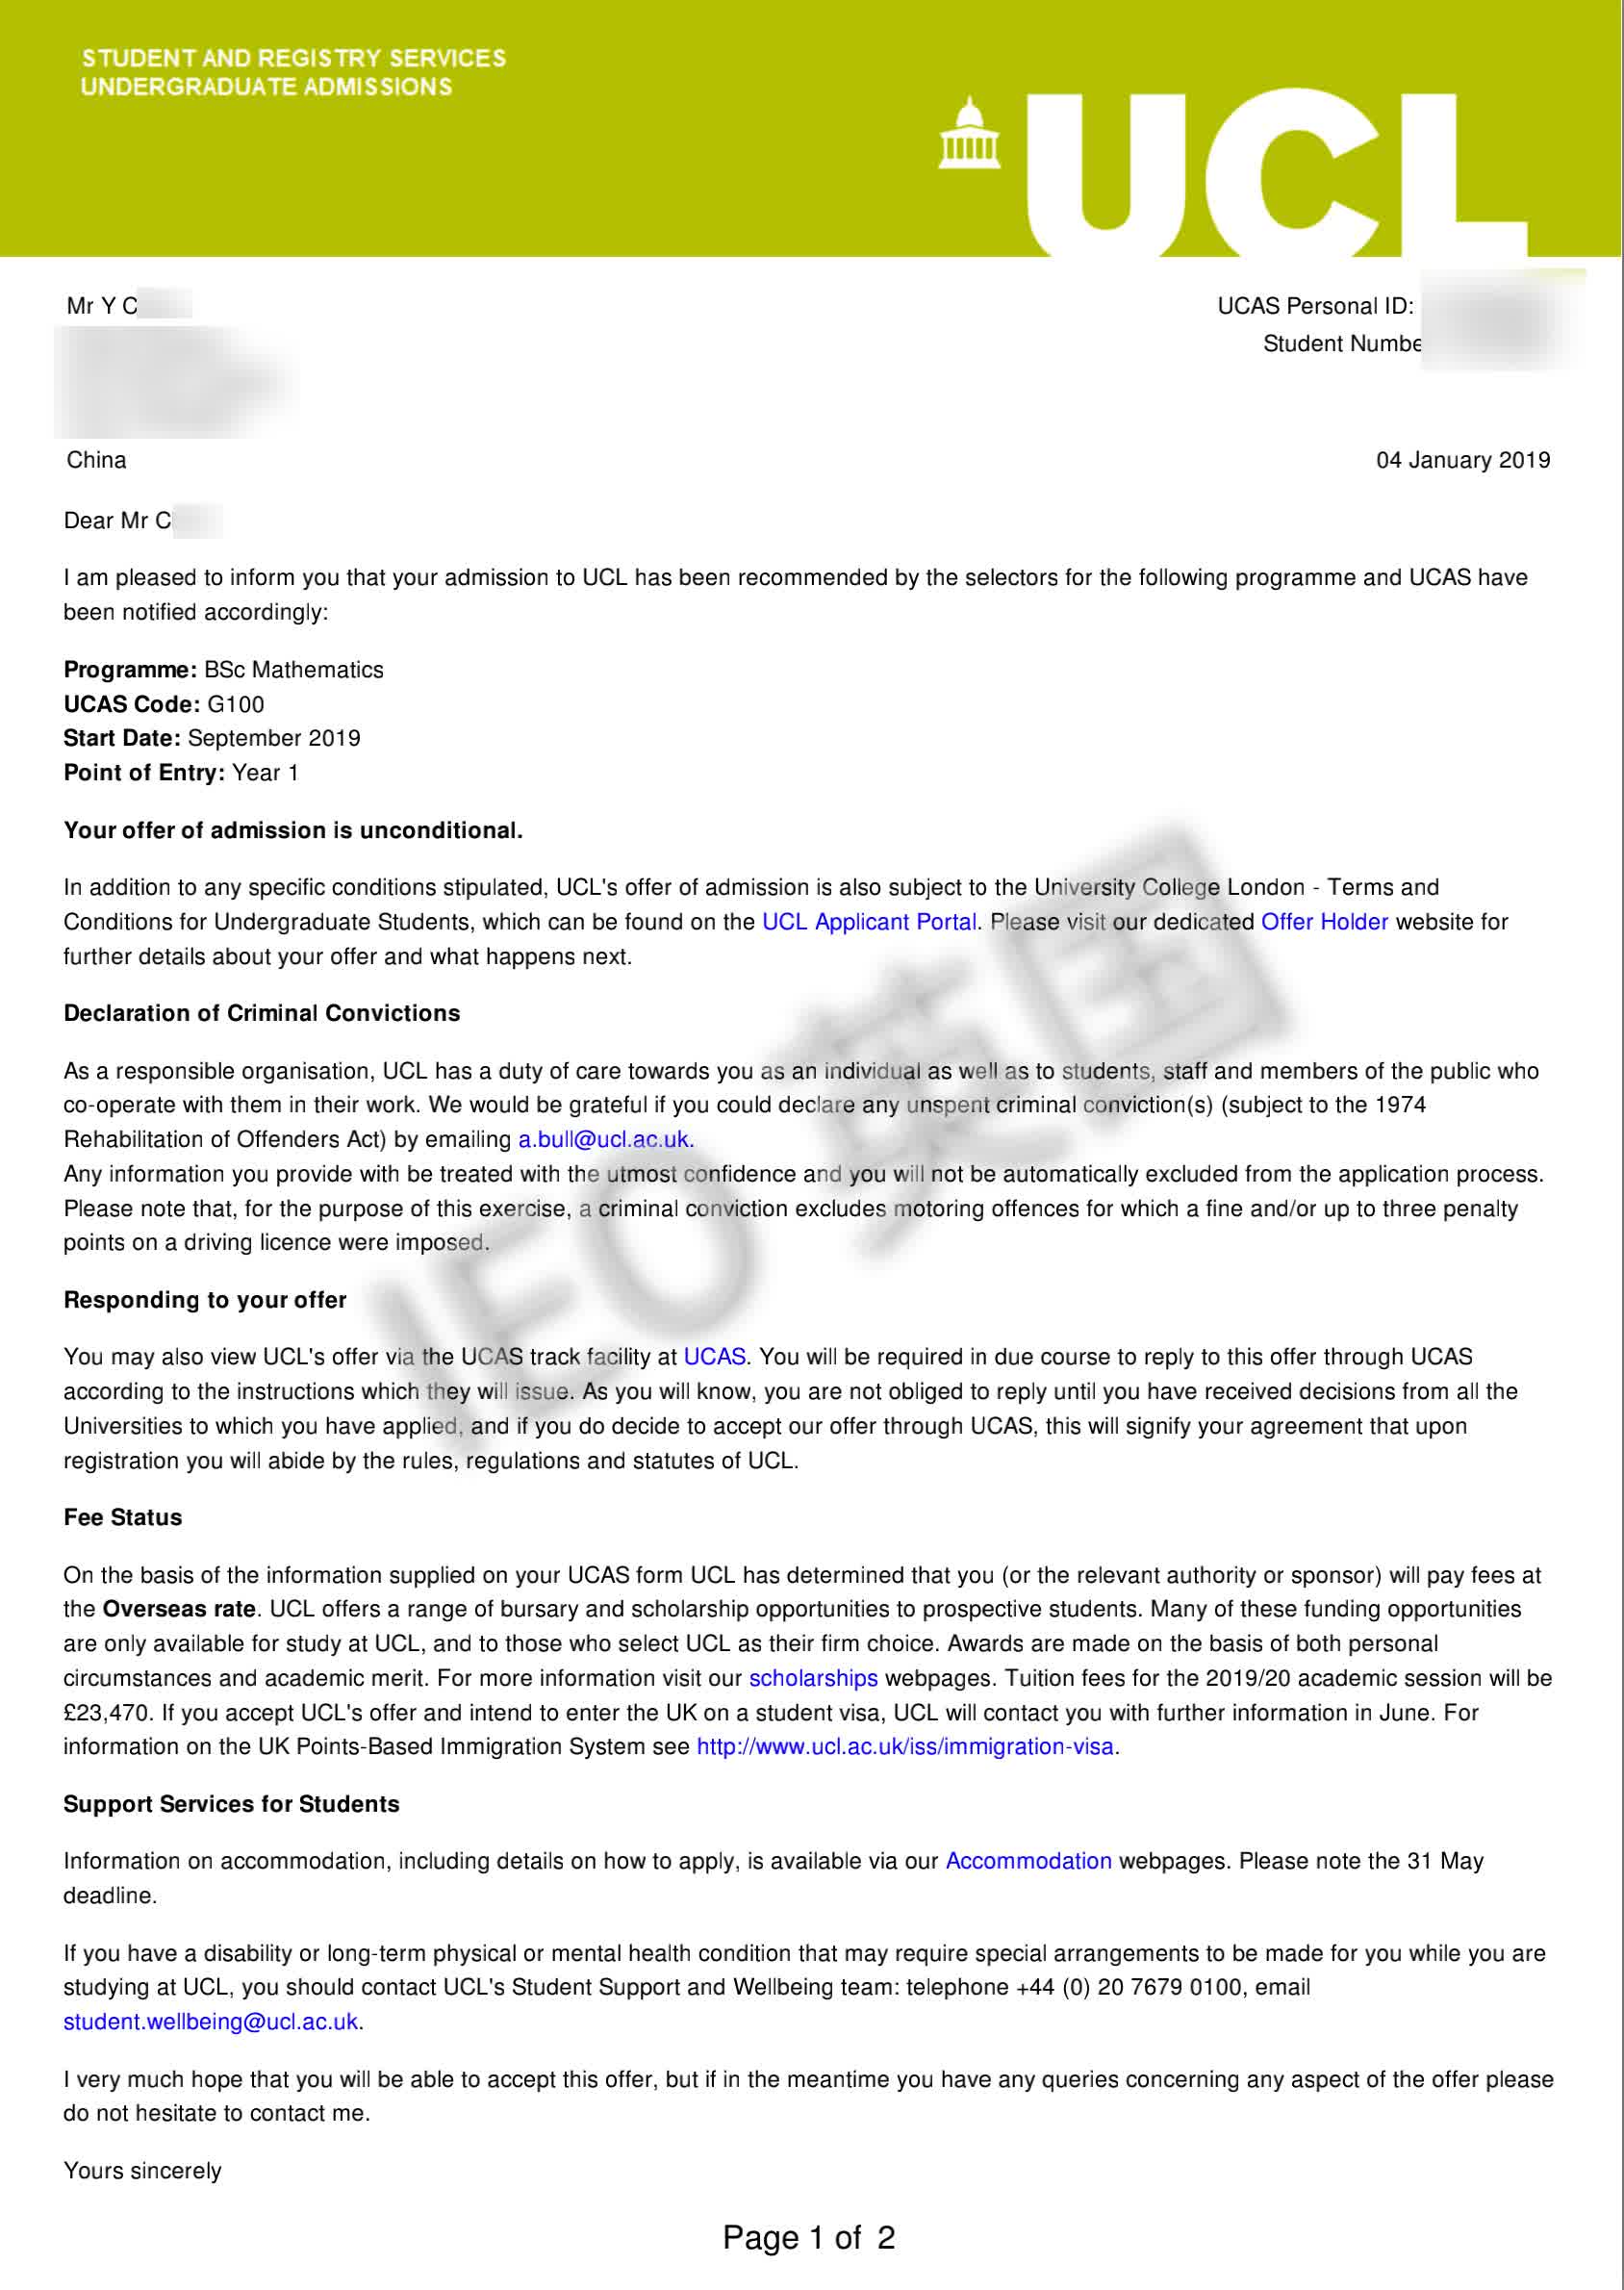 STUDENT AND REGISTRY SERVICES
UNDERGRADUATE ADMISSIONS
UCL
Mr Y C
UCAS Personal ID:
Student Numbe
China
04 January 2019
Dear Mr C
I am pleased to inform you that your admission to UCL has been recommended by the selectors for the following programme and UCAS have
been notified accordingly:
Programme: BSc Mathematics
UCAS Code: G100
Start Date: September 2019
Point of Entry: Year 1
Your offer of admission is unconditional.
In addition to any specific conditions stipulated, UCL's offer of admission is also subject to the University College London - Terms and
Conditions for Undergraduate Students, which can be found on the UCL Applicant Portal. Please visit our dedicated Offer Holder website for
further details about your offer and what happens next.
Declaration of Criminal Convictions
As a responsible organisation, UCL has a duty of care towards you as an individual as well as to students, staff and members of the public who
co-operate with them in their work. We would be grateful if you could declare any unspent criminal conviction(s) (subject to the 1974
Rehabilitation of Offenders Act) by emailing a.bull@ucl.ac.uk.
Any information you provide with be treated with the utmost confidence and you will not be automatically excluded from the application process.
Please note that, for the purpose of this exercise, a criminal conviction excludes motoring offences for which a fine and/or up to three penalty
points on a driving licence were imposed.
Responding to your offer
You may also view UCL's offer via the UCAS track facility at UCAS. You will be required in due course to reply to this offer through UCAS
according to the instructions which they will issue. As you will know, you are not obliged to reply until you have received decisions from all the
Universities to which you have applied, and if you do decide to accept our offer through UCAS, this will signify your agreement that upon
registration you will abide by the rules, regulations and statutes of UCL.
Fee Status
On the basis of the information supplied on your UCAS form UCL has determined that you (or the relevant authority or sponsor) will pay fees at
the Overseas rate. UCL offers a range of bursary and scholarship opportunities to prospective students. Many of these funding opportunities
are only available for study at UCL, and to those who select UCL as their firm choice. Awards are made on the basis of both personal
circumstances and academic merit. For more information visit our scholarships webpages. Tuition fees for the 2019/20 academic session will be
£23,470. If you accept UCL's offer and intend to enter the UK on a student visa, UCL will contact you with further information in June. For
information on the UK Points-Based Immigration System see http://www.ucl.ac.uk/iss/immigration-visa.
Support Services for Students
Information on accommodation, including details on how to apply, is available via our Accommodation webpages. Please note the 31 May
deadline.
If you have a disability or long-term physical or mental health condition that may require special arrangements to be made for you while you are
studying at UCL, you should contact UCL's Student Support and Wellbeing team: telephone +44 (0) 20 7679 0100, email
student.wellbeing@ucl.ac.uk.
I very much hope that you will be able to accept this offer, but if in the meantime you have any queries concerning any aspect of the offer please
do not hesitate to contact me.
Yours sincerely
Page 1 of 2
IEO 英国